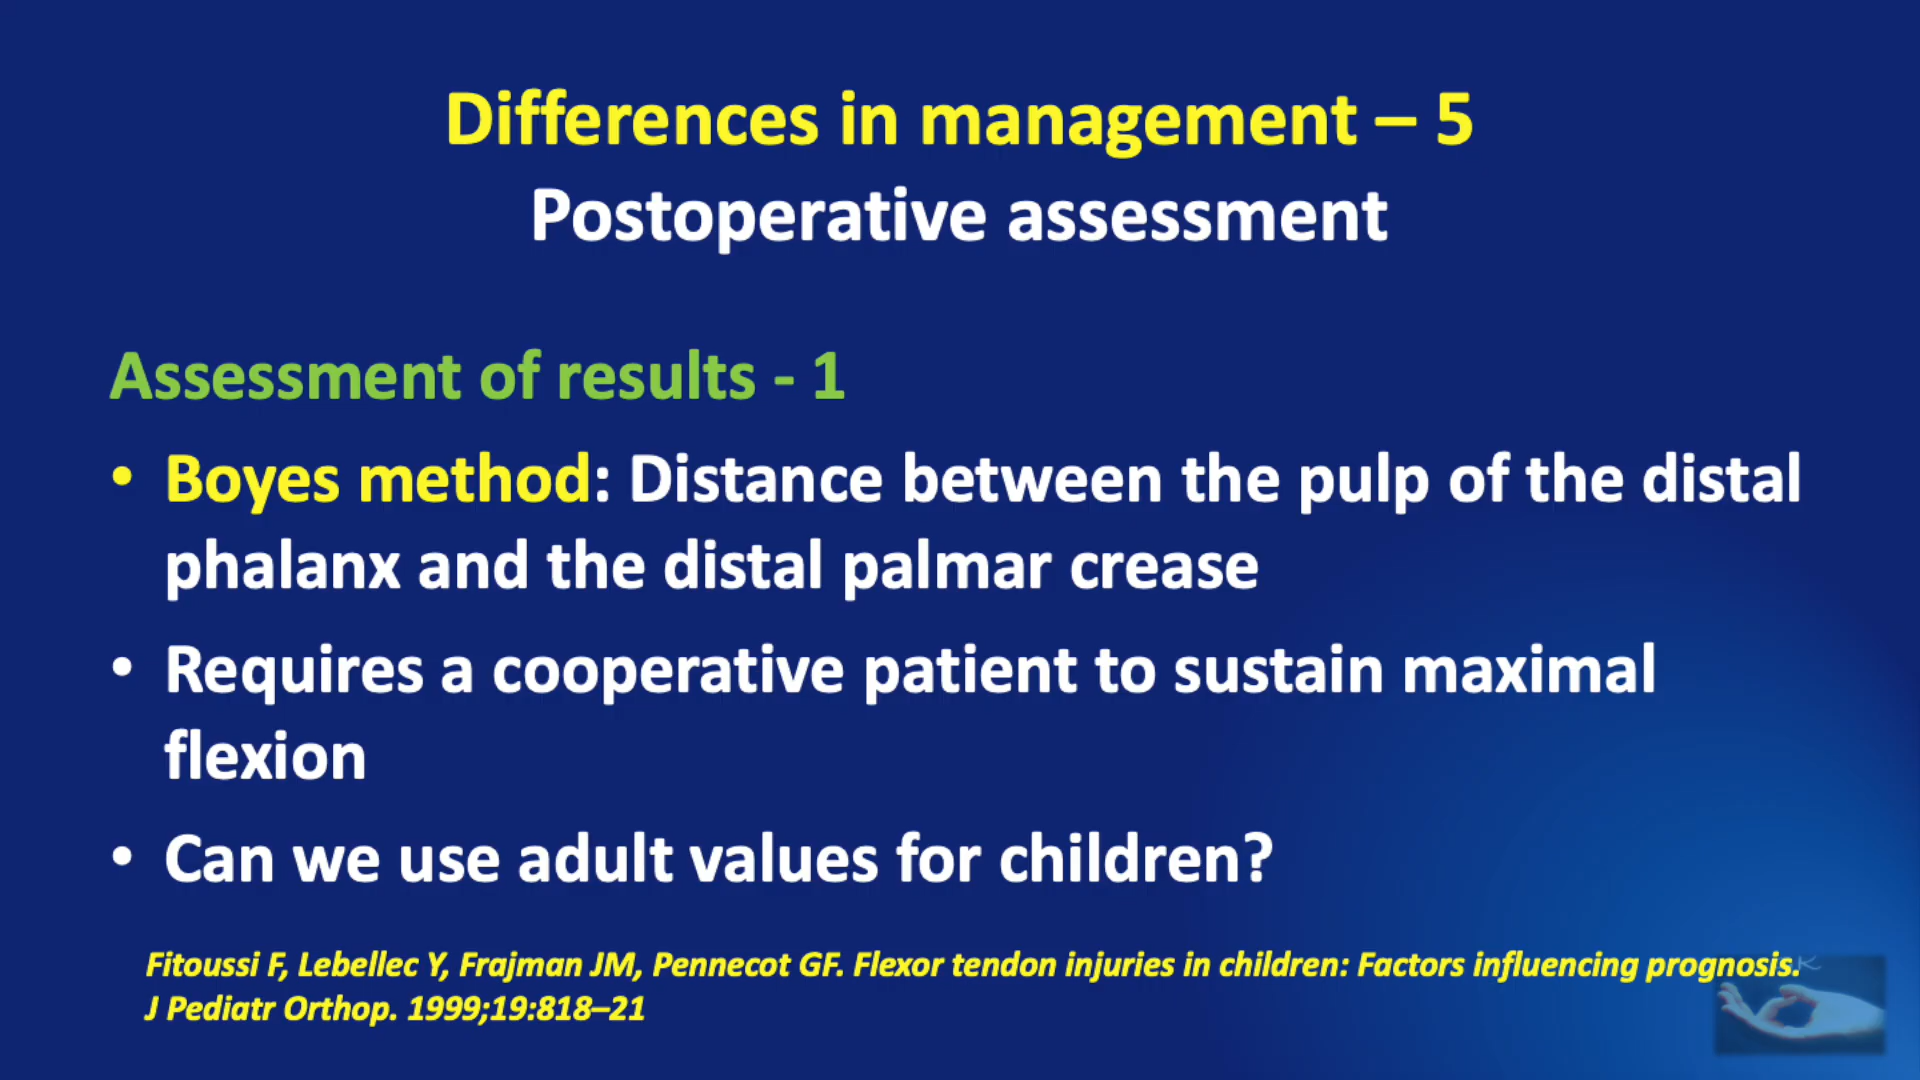 Differences in management – 5
Postoperative assessment
Assessment of results - 1
• Boyes method: Distance between the pulp of the distal
phalanx and the distal palmar crease
• Requires a cooperative patient to sustain maximal
flexion
• Can we use adult values for children?
Fitoussi F, Lebellec Y, Frajman JM, Pennecot GF. Flexor tendon injuries in children: Factors influencing prognosis.
J Pediatr Orthop. 1999;19:818–21